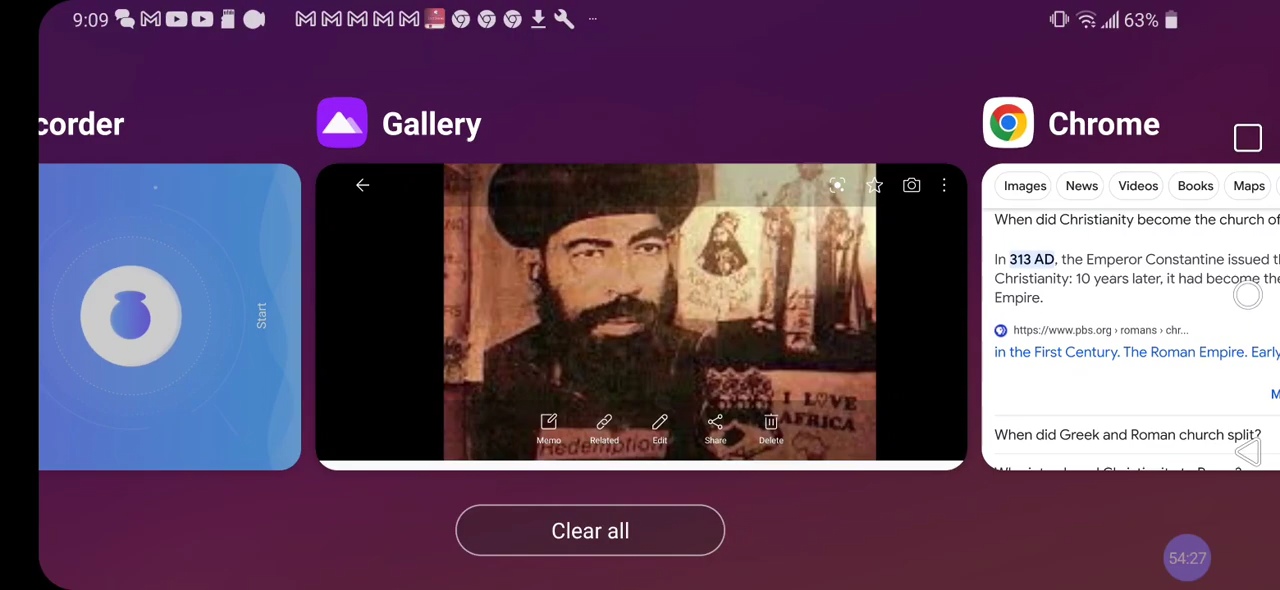 9:09
63%
corder
Gallery
Chrome
Start
I LOVE
AFRICA
Redemption
Memo
Related
Edit
Share
Delete
Images
News
Videos
Books
Maps
When did Christianity become the church of
In 313 AD, the Emperor Constantine issued th
Christianity: 10 years later, it had become the
Empire.
https://www.pbs.org › romans › chr...
in the First Century. The Roman Empire. Early
M
When did Greek and Roman church split?
Clear all
54:27